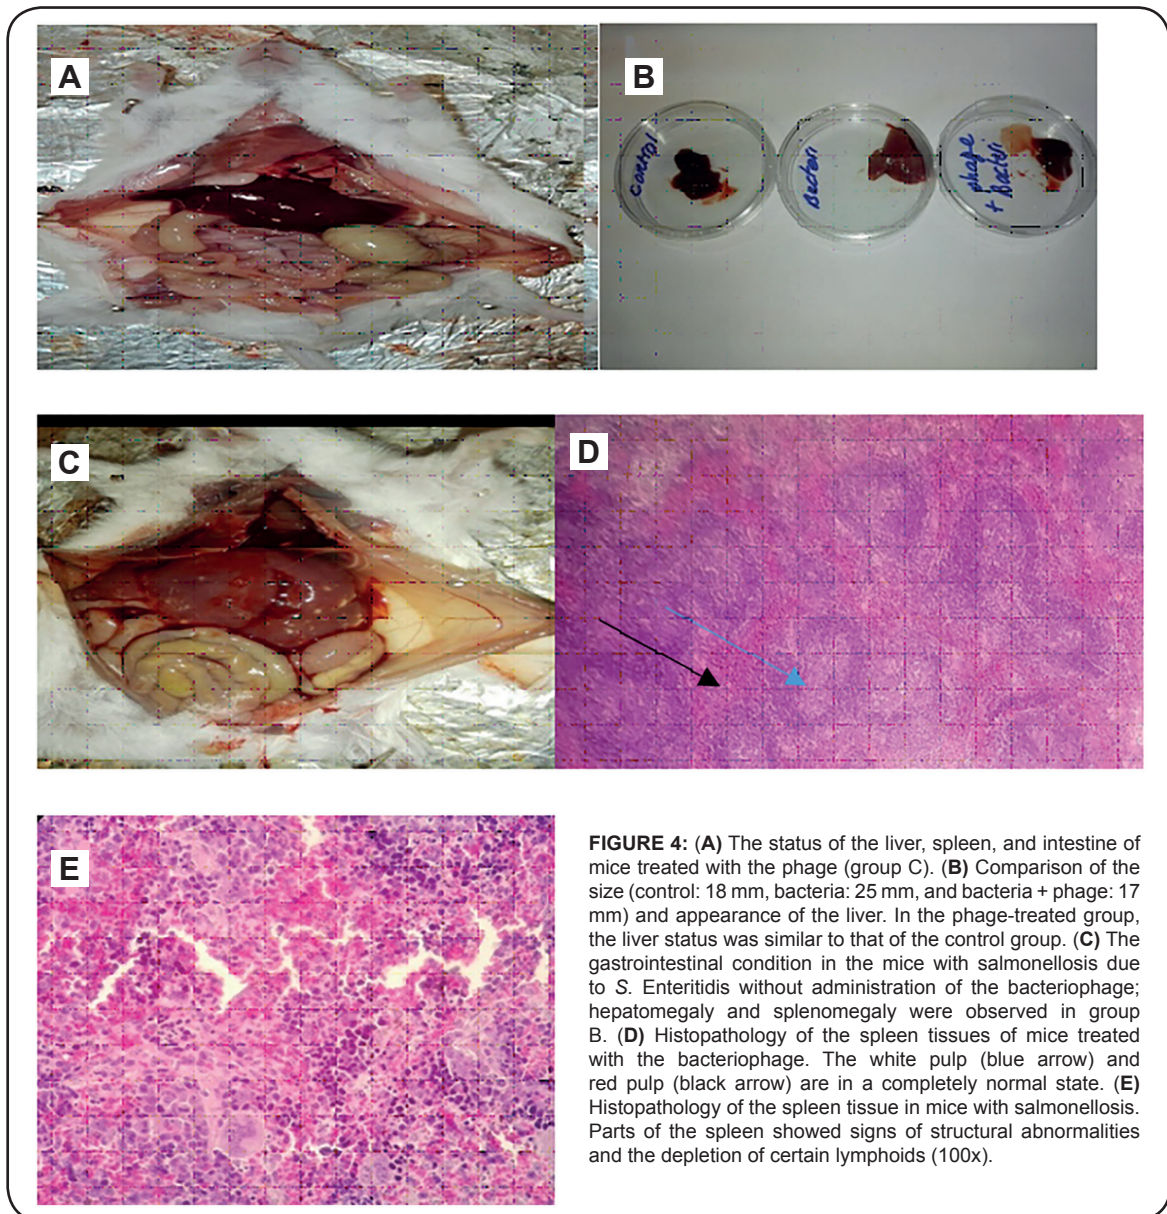 A
B
control
Bacteri
phage
+ Bacteri
C
D
E
FIGURE 4: (A) The status of the liver, spleen, and intestine of
mice treated with the phage (group C). (B) Comparison of the
size (control: 18 mm, bacteria: 25 mm, and bacteria + phage: 17
mm) and appearance of the liver. In the phage-treated group,
the liver status was similar to that of the control group. (C) The
gastrointestinal condition in the mice with salmonellosis due
to S. Enteritidis without administration of the bacteriophage;
hepatomegaly and splenomegaly were observed in group
B. (D) Histopathology of the spleen tissues of mice treated
with the bacteriophage. The white pulp (blue arrow) and
red pulp (black arrow) are in a completely normal state. (E)
Histopathology of the spleen tissue in mice with salmonellosis.
Parts of the spleen showed signs of structural abnormalities
and the depletion of certain lymphoids (100x).